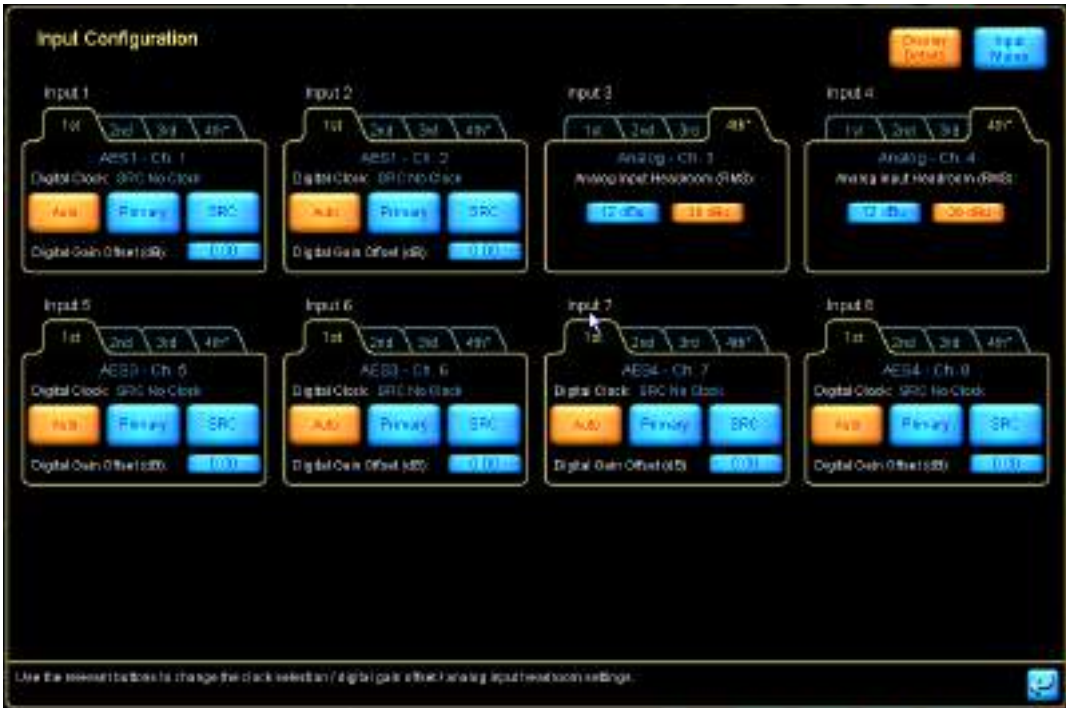 Input Configuration
Display Details
Input Menu
Input 1
1st 2nd 3rd 4th*
AES1 - Ch. 1
Digital Clock: SRC No Clock
Auto Primary SRC
Digital Gain Offset (dB): 0.00
Input 2
1st 2nd 3rd 4th*
AES1 - Ch. 2
Digital Clock: SRC No Clock
Auto Primary SRC
Digital Gain Offset (dB): 0.00
Input 3
1st 2nd 3rd 4th*
Analog - Ch. 3
Analog Input Headroom (RMS):
12 dBu
Input 4
1st 2nd 3rd 4th*
Analog - Ch. 4
Analog Input Headroom (RMS):
12 dBu
Input 5
1st 2nd 3rd 4th*
AES3 - Ch. 5
Digital Clock: SRC No Clock
Auto Primary SRC
Digital Gain Offset (dB): 0.00
Input 6
1st 2nd 3rd 4th*
AES3 - Ch. 6
Digital Clock: SRC No Clock
Auto Primary SRC
Digital Gain Offset (dB): 0.00
Input 7
1st 2nd 3rd 4th*
AES4 - Ch. 7
Digital Clock: SRC No Clock
Auto Primary SRC
Digital Gain Offset (dB): 0.00
Input 8
1st 2nd 3rd 4th*
AES4 - Ch. 8
Digital Clock: SRC No Clock
Auto Primary SRC
Digital Gain Offset (dB): 0.00
Use the relevant buttons to change the clock selection / digital gain offset / analog input headroom settings.